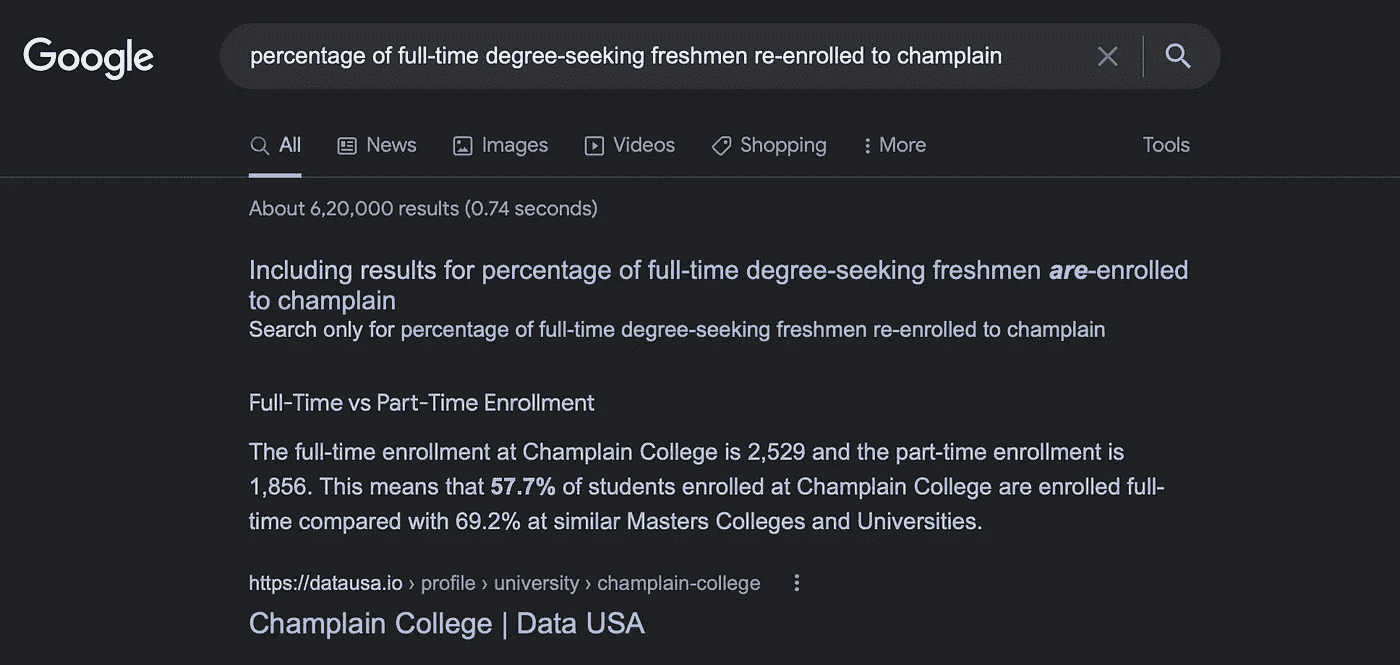 Google
percentage of full-time degree-seeking freshmen re-enrolled to champlain
All News Images Videos Shopping More Tools
About 6,20,000 results (0.74 seconds)
Including results for percentage of full-time degree-seeking freshmen are-enrolled
to champlain
Search only for percentage of full-time degree-seeking freshmen re-enrolled to champlain
Full-Time vs Part-Time Enrollment
The full-time enrollment at Champlain College is 2,529 and the part-time enrollment is
1,856. This means that 57.7% of students enrolled at Champlain College are enrolled full-
time compared with 69.2% at similar Masters Colleges and Universities.
https://datausa.io › profile › university › champlain-college
Champlain College | Data USA